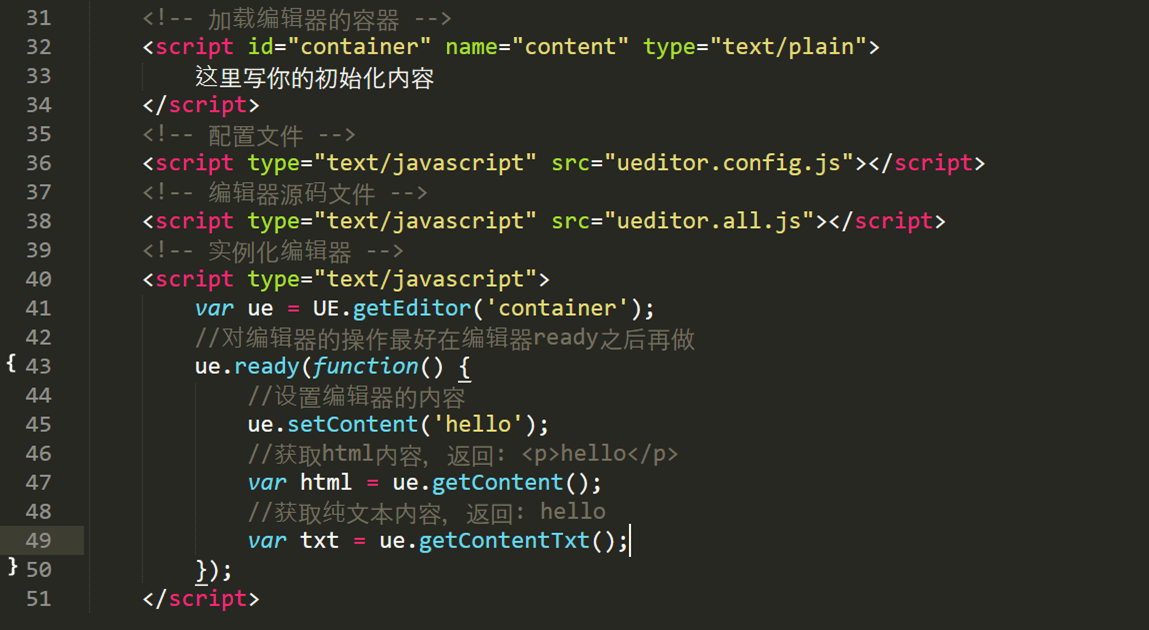 31 <!-- 加载编辑器的容器 -->
32 <script id="container" name="content" type="text/plain">
33 这里写你的初始化内容
34 </script>
35 <!-- 配置文件 -->
36 <script type="text/javascript" src="ueditor.config.js"></script>
37 <!-- 编辑器源码文件 -->
38 <script type="text/javascript" src="ueditor.all.js"></script>
39 <!-- 实例化编辑器 -->
40 <script type="text/javascript">
41 var ue = UE.getEditor('container');
42 //对编辑器的操作最好在编辑器ready之后再做
{ 43 ue.ready(function() {
44 //设置编辑器的内容
45 ue.setContent('hello');
46 //获取html内容，返回: <p>hello</p>
47 var html = ue.getContent();
48 //获取纯文本内容，返回: hello
49 var txt = ue.getContentTxt();
} 50 });
51 </script>